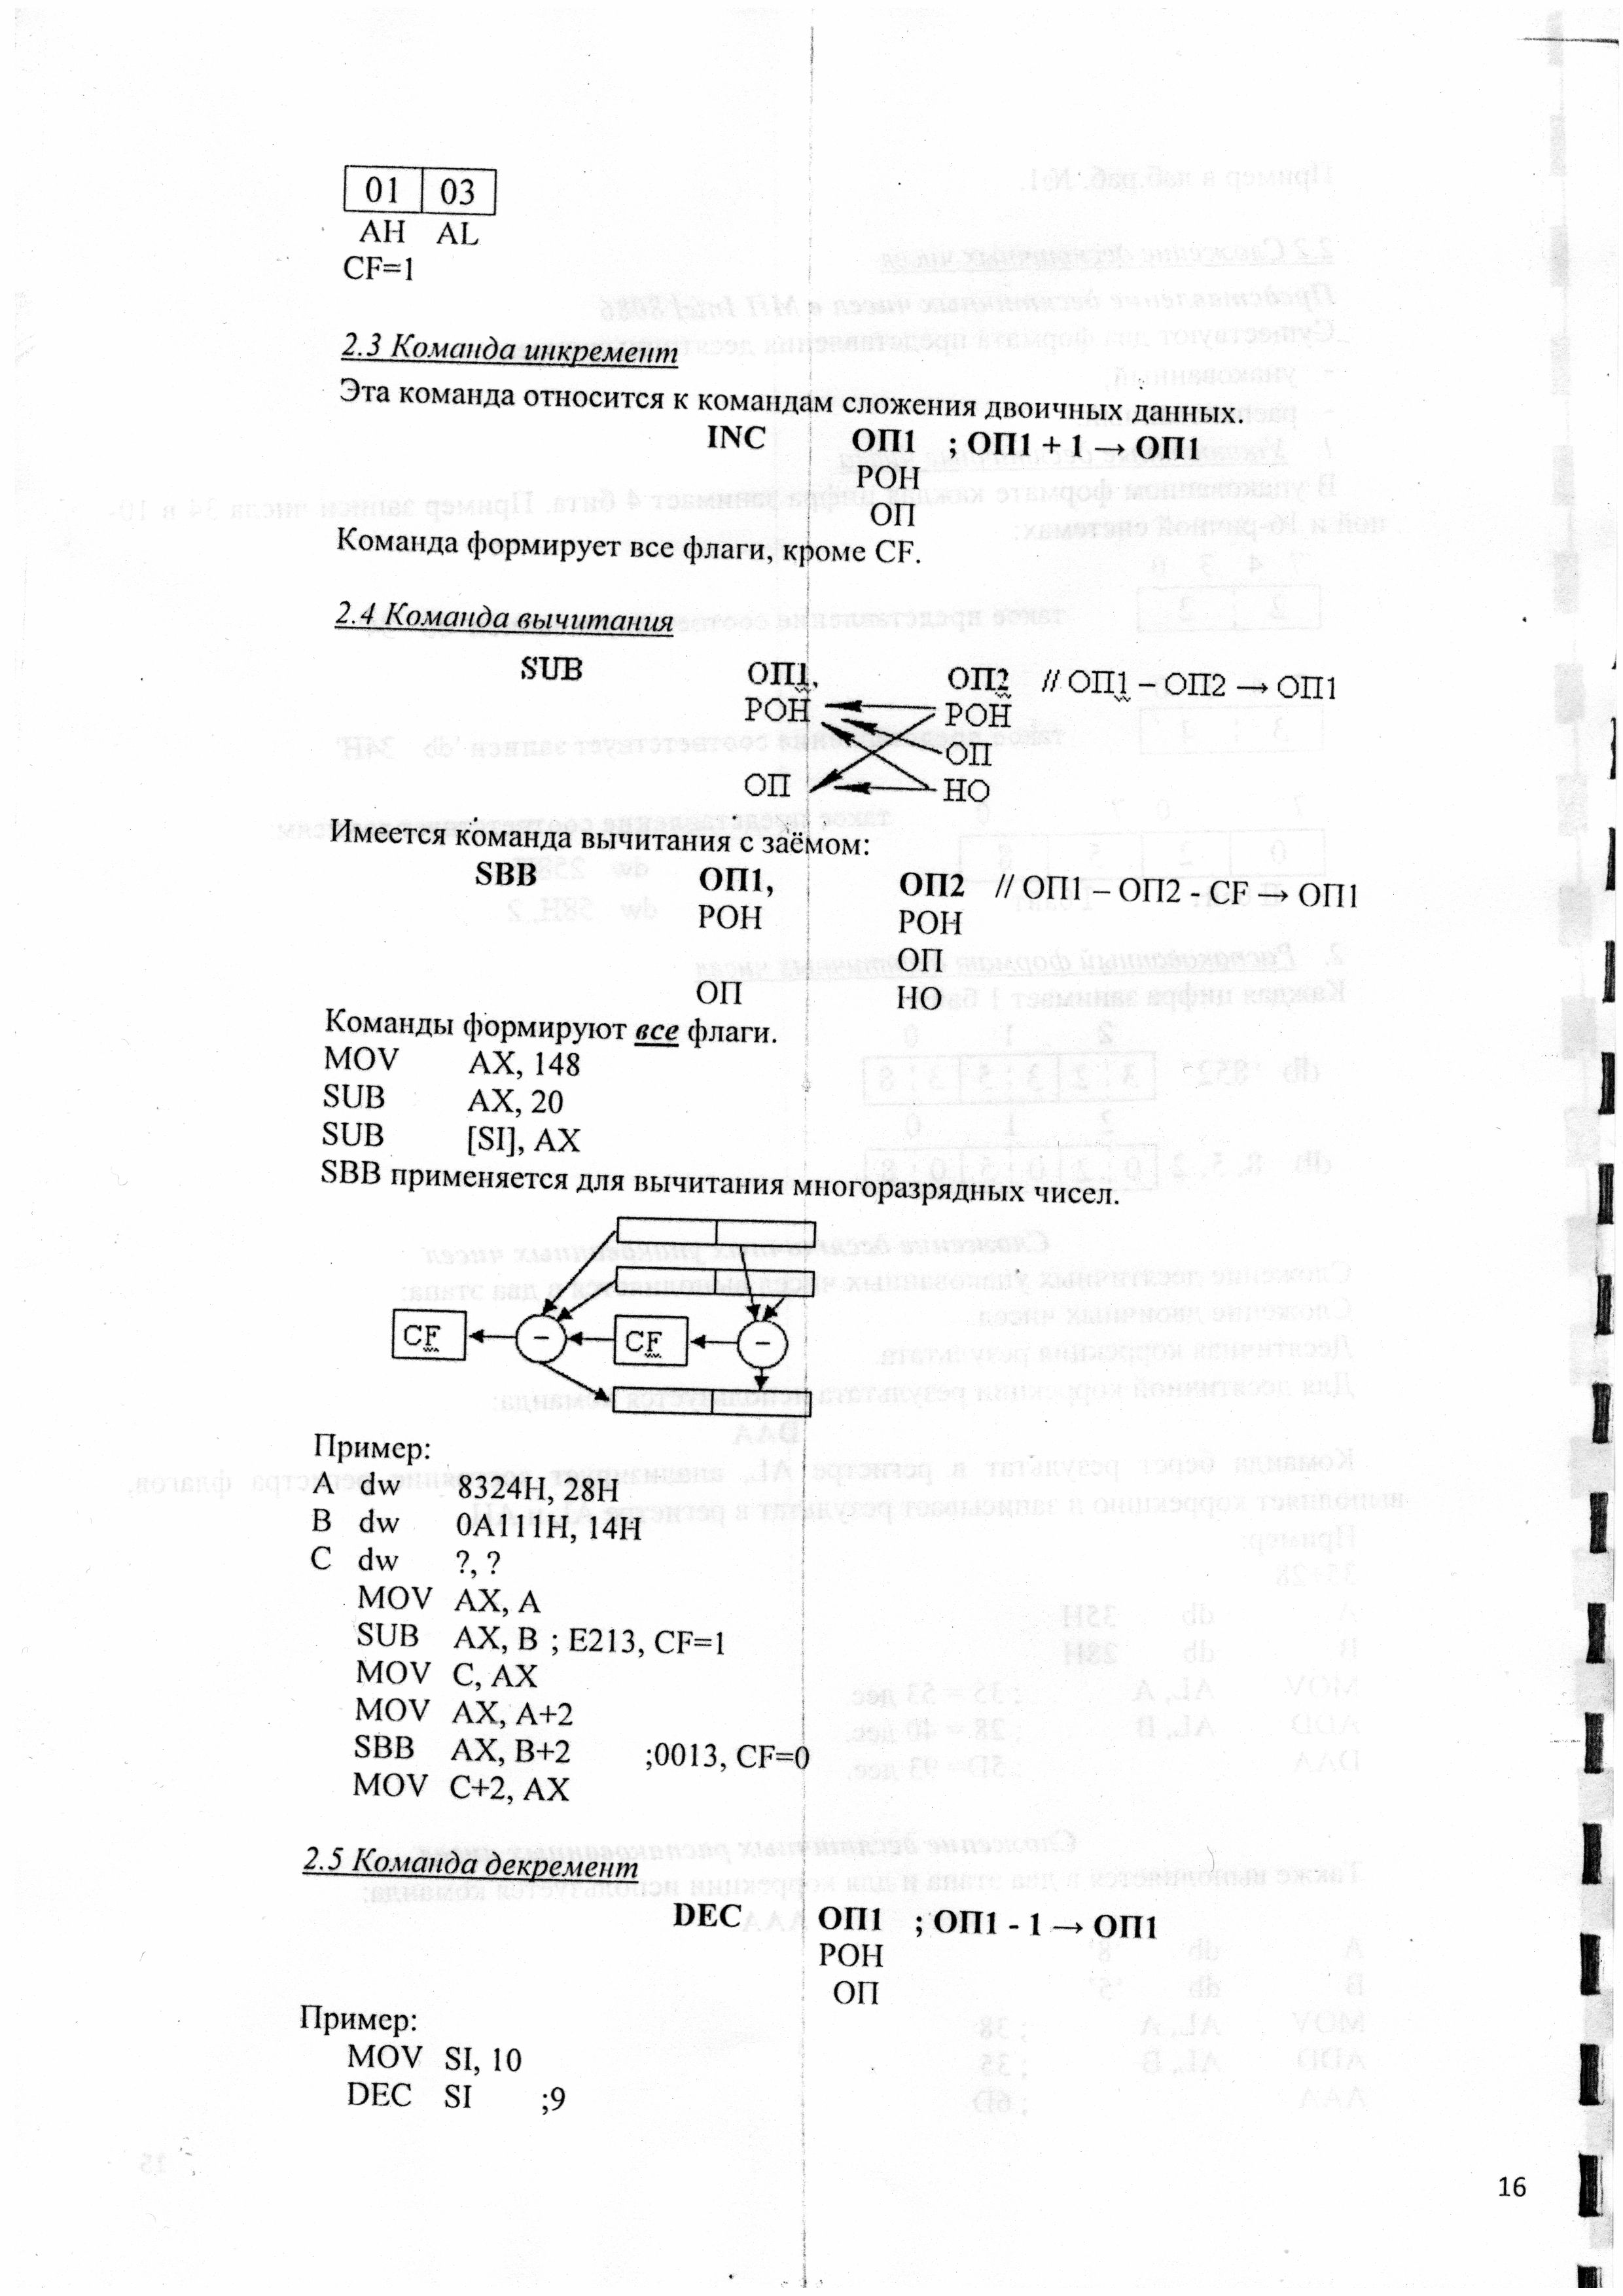 01 03
AH AL
CF=1
2.3 Команда инкремент
Эта команда относится к командам сложения двоичных данных.
INC ОП1 ; ОП1 + 1 → ОП1
РОН
ОП
Команда формирует все флаги, кроме CF.
2.4 Команда вычитания
SUB ОП1, ОП2 // ОП1 – ОП2 → ОП1
РОН РОН
ОП
ОП НО
Имеется команда вычитания с заёмом:
SBB ОП1, ОП2 // ОП1 – ОП2 - CF → ОП1
РОН РОН
ОП
ОП НО
Команды формируют все флаги.
MOV AX, 148
SUB AX, 20
SUB [SI], AX
SBB применяется для вычитания многоразрядных чисел.
CF – CF –
Пример:
A dw 8324H, 28H
B dw 0A111H, 14H
C dw ?, ?
MOV AX, A
SUB AX, B ; E213, CF=1
MOV C, AX
MOV AX, A+2
SBB AX, B+2 ;0013, CF=0
MOV C+2, AX
2.5 Команда декремент
DEC ОП1 ; ОП1 - 1 → ОП1
РОН
ОП
Пример:
MOV SI, 10
DEC SI ;9
16